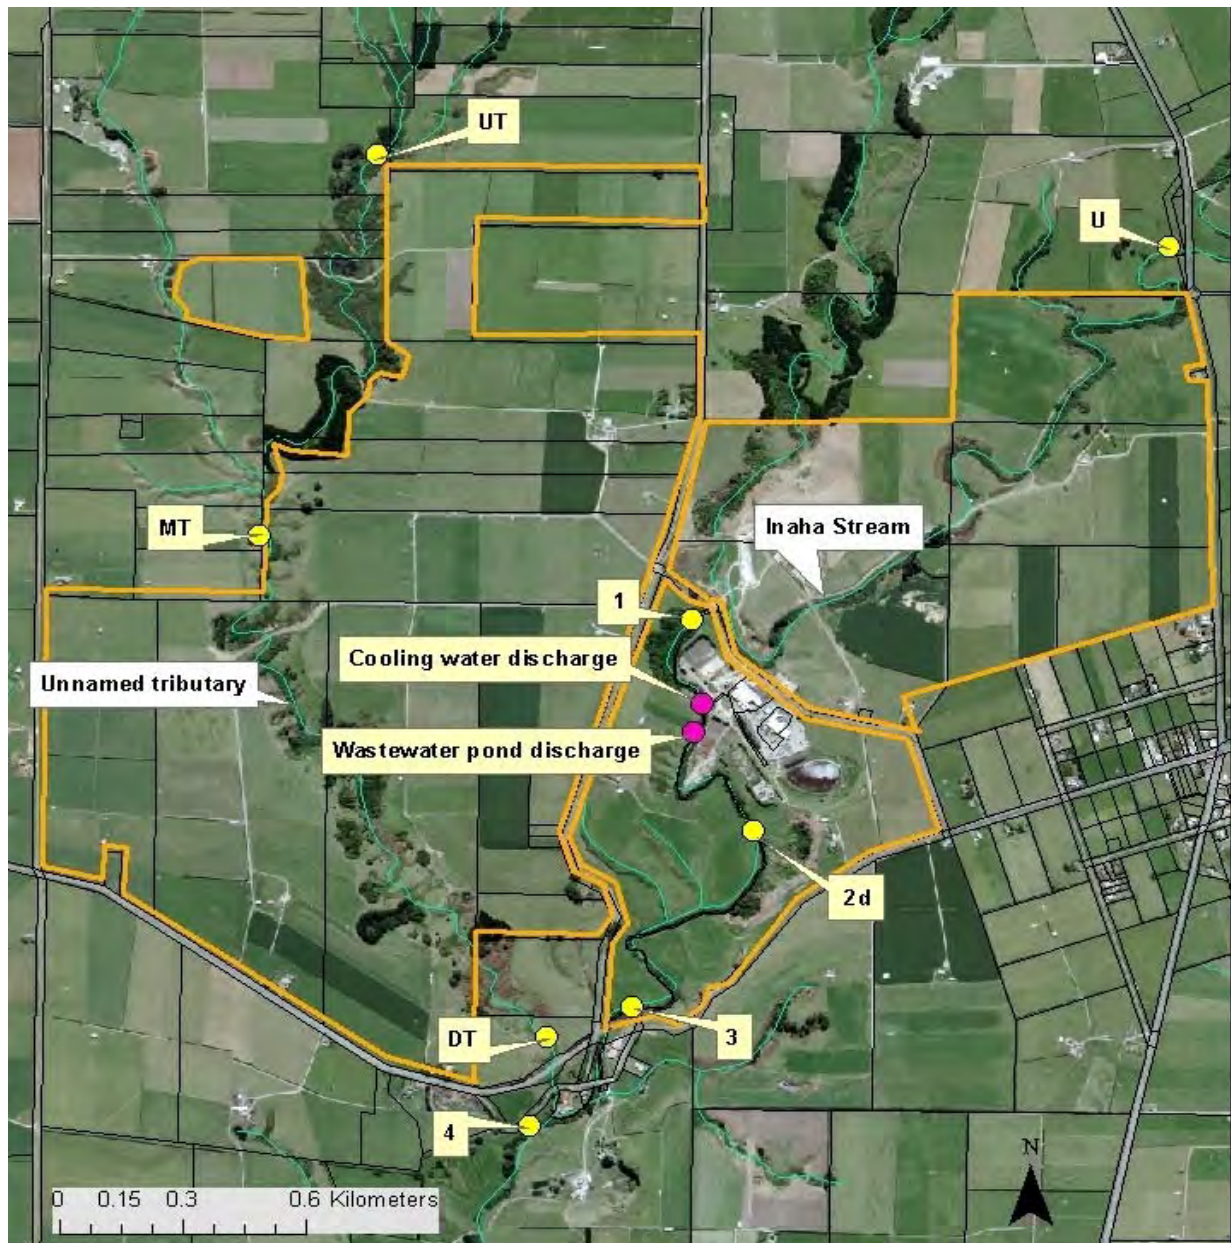 UT
U
MT
Inaha Stream
1
Cooling water discharge
Unnamed tributary
Wastewater pond discharge
2d
DT
3
4
N
0 0.15 0.3 0.6 Kilometers